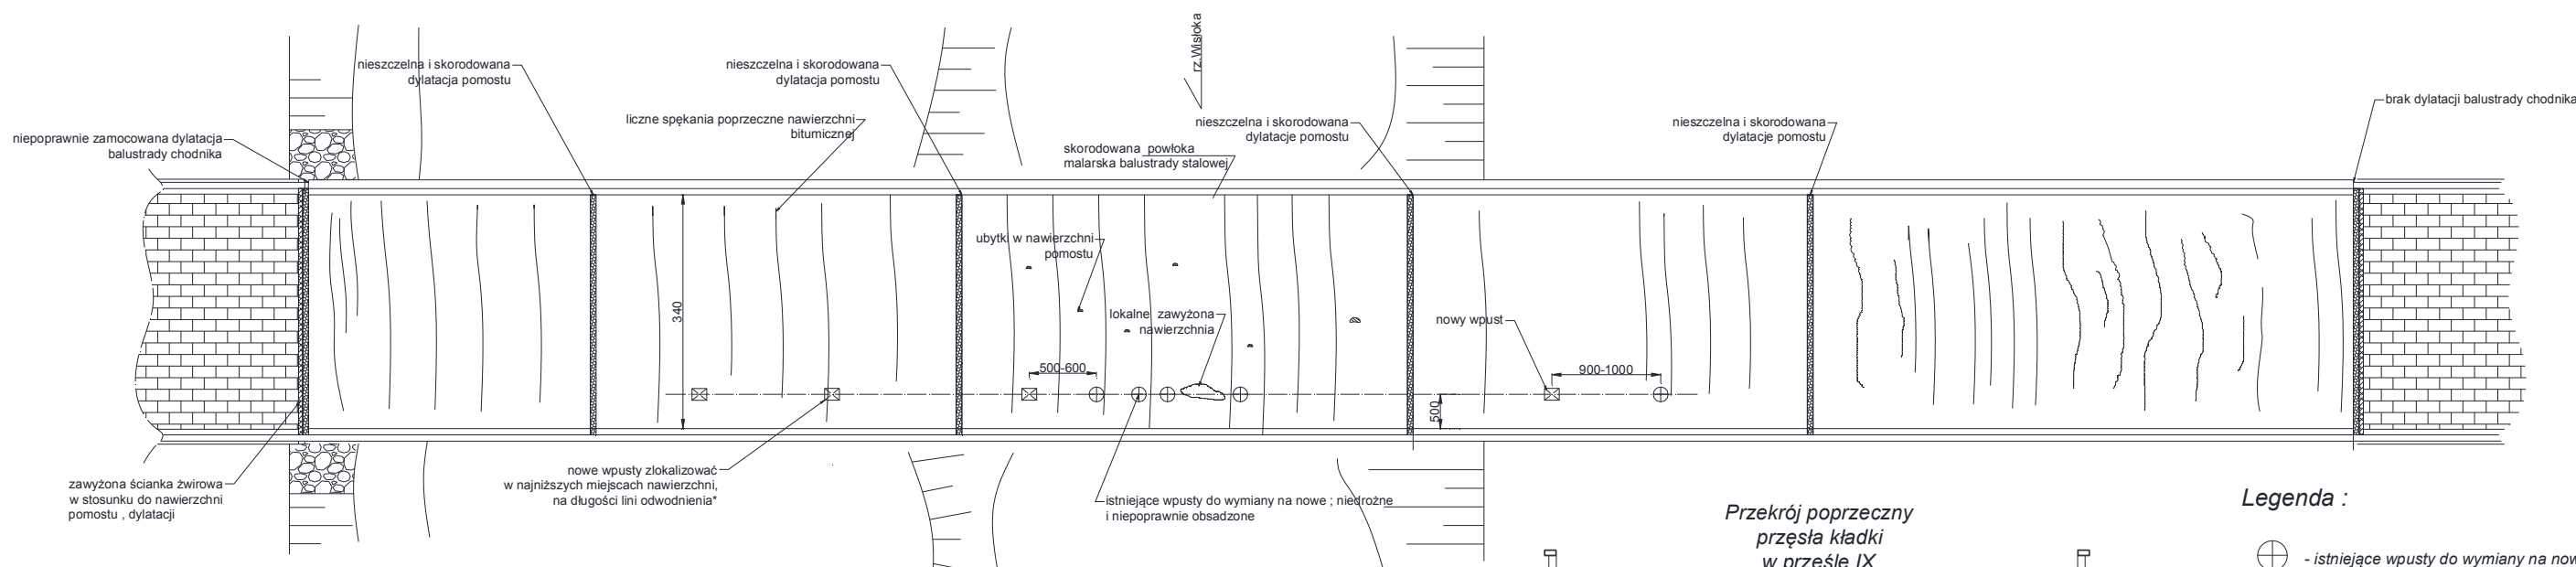 rz.Wisłoka
nieszczelna i skorodowana
dylatacja pomostu
nieszczelna i skorodowana
dylatacja pomostu
brak dylatacji balustrady chodnika
liczne spękania poprzeczne nawierzchni
bitumicznej
nieszczelna i skorodowana
dylatacje pomostu
nieszczelna i skorodowana
dylatacje pomostu
niepoprawnie zamocowana dylatacja
balustrady chodnika
skorodowana powłoka
malarska balustrady stalowej
ubytki w nawierzchni
pomostu
340
lokalne zawyżona
nawierzchnia
nowy wpust
500-600
900-1000
500
nowe wpusty zlokalizować
w najniższych miejscach nawierzchni,
na długości lini odwodnienia*
zawyżona ścianka żwirowa
w stosunku do nawierzchni
pomostu , dylatacji
istniejące wpusty do wymiany na nowe ; niedrożne
i niepoprawnie obsadzone
Przekrój poprzeczny
przęsła kładki
w prześle IX
Legenda :
- istniejące wpusty do wymiany na now